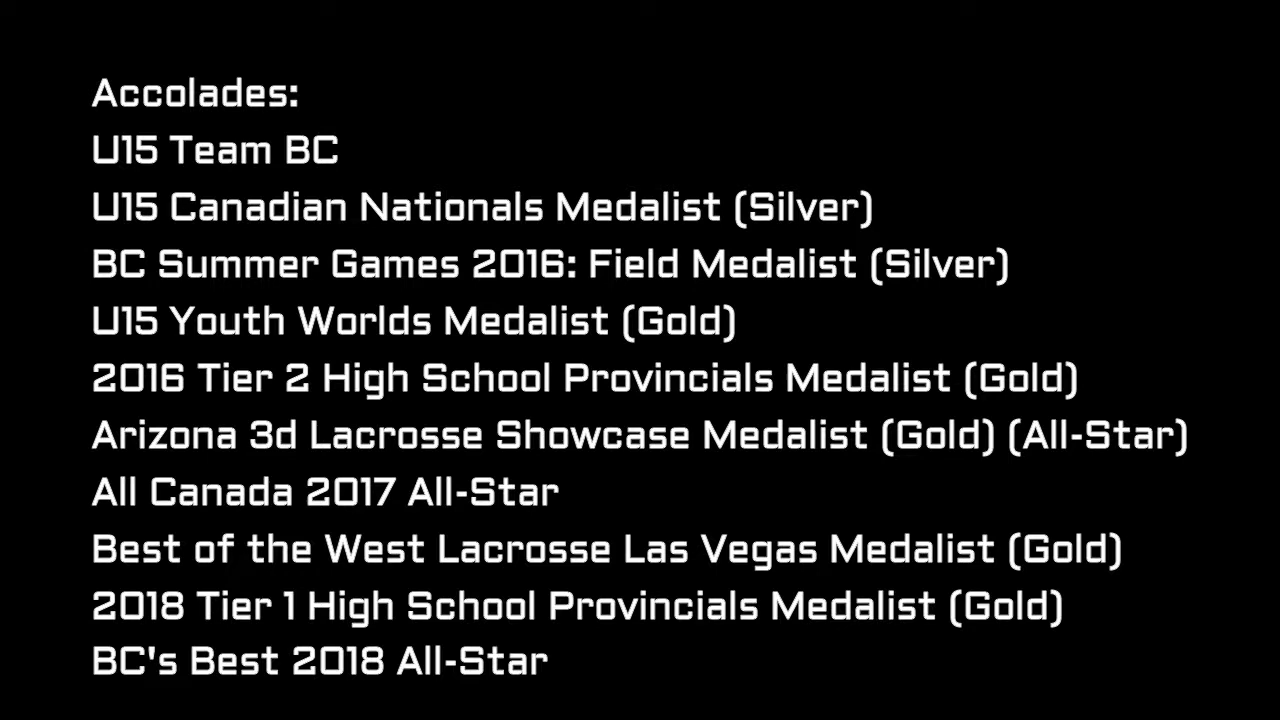 Accolades:
U15 Team BC
U15 Canadian Nationals Medalist (Silver)
BC Summer Games 2016: Field Medalist (Silver)
U15 Youth Worlds Medalist (Gold)
2016 Tier 2 High School Provincials Medalist (Gold)
Arizona 3d Lacrosse Showcase Medalist (Gold) (All-Star)
All Canada 2017 All-Star
Best of the West Lacrosse Las Vegas Medalist (Gold)
2018 Tier 1 High School Provincials Medalist (Gold)
BC's Best 2018 All-Star